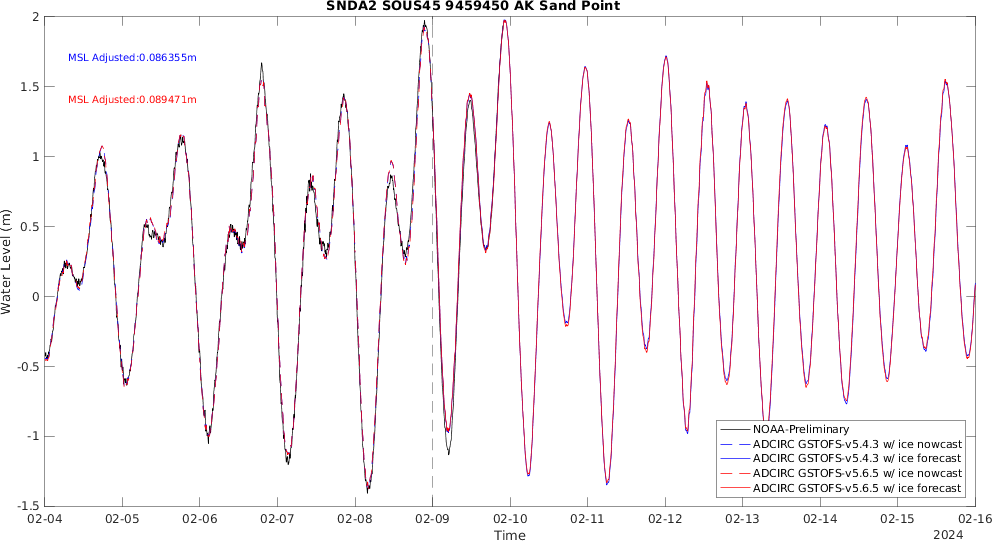 SNDA2 SOUS45 9459450 AK Sand Point
MSL Adjusted:0.086355m
MSL Adjusted:0.089471m
Water Level (m)
2
1.5
1
0.5
0
-0.5
-1
-1.5
NOAA-Preliminary
ADCIRC GSTOFS-v5.4.3 w/ ice nowcast
ADCIRC GSTOFS-v5.4.3 w/ ice forecast
ADCIRC GSTOFS-v5.6.5 w/ ice nowcast
ADCIRC GSTOFS-v5.6.5 w/ ice forecast
02-04 02-05 02-06 02-07 02-08 02-09 02-10 02-11 02-12 02-13 02-14 02-15 02-16
Time
2024